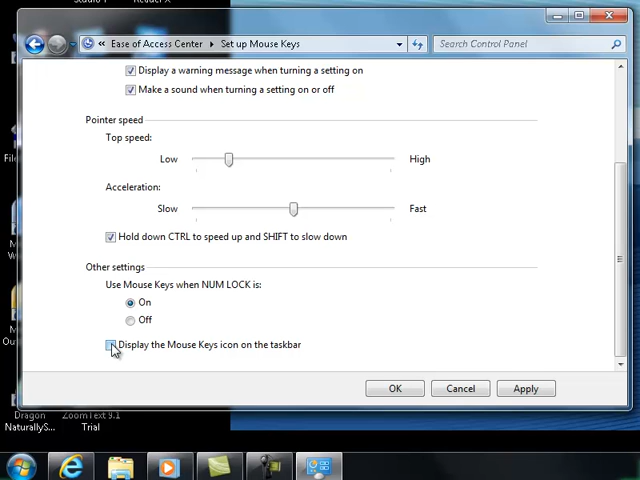 Ease of Access Center
Set up Mouse Keys
Search Control Panel
Display a warning message when turning a setting on
Make a sound when turning a setting on or off
Pointer speed
Top speed:
Low
High
Acceleration:
Slow
Fast
Hold down CTRL to speed up and SHIFT to slow down
Other settings
Use Mouse Keys when NUM LOCK is:
On
Off
Display the Mouse Keys icon on the taskbar
OK
Cancel
Apply
Dragon
NaturallyS...
ZoomText 9.1
Trial